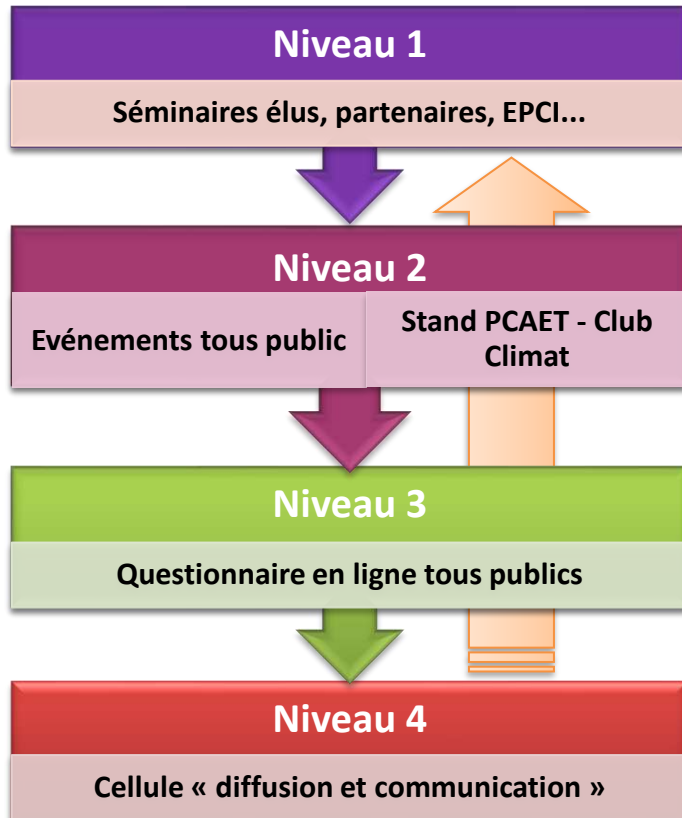 Niveau 1
Séminaires élus, partenaires, EPCI...
Niveau 2
Evénements tous public
Stand PCAET - Club
Climat
Niveau 3
Questionnaire en ligne tous publics
Niveau 4
Cellule « diffusion et communication »